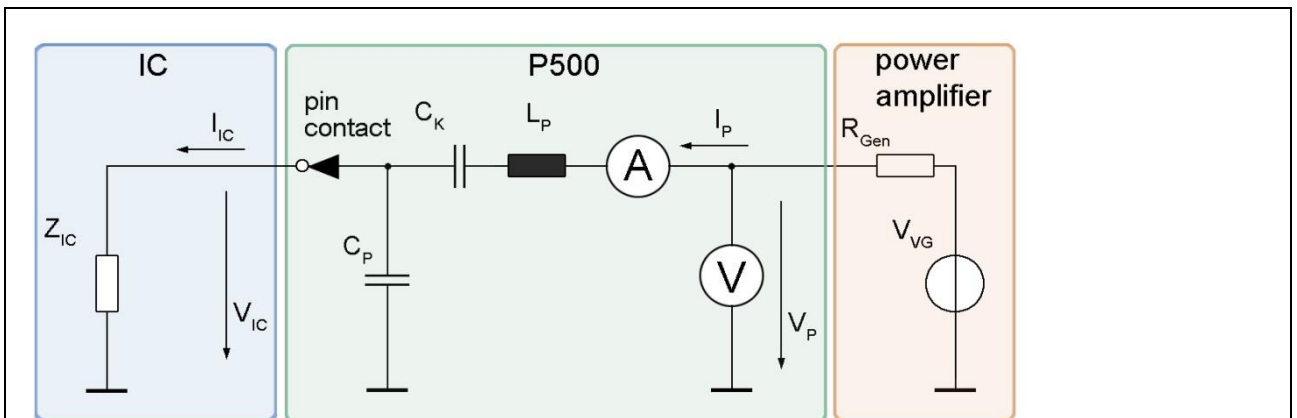 IC
P500
power
amplifier
pin
contact
C_K
L_P
I_P
R_Gen
I_IC
A
Z_IC
C_P
V
V_VG
V_IC
V_P